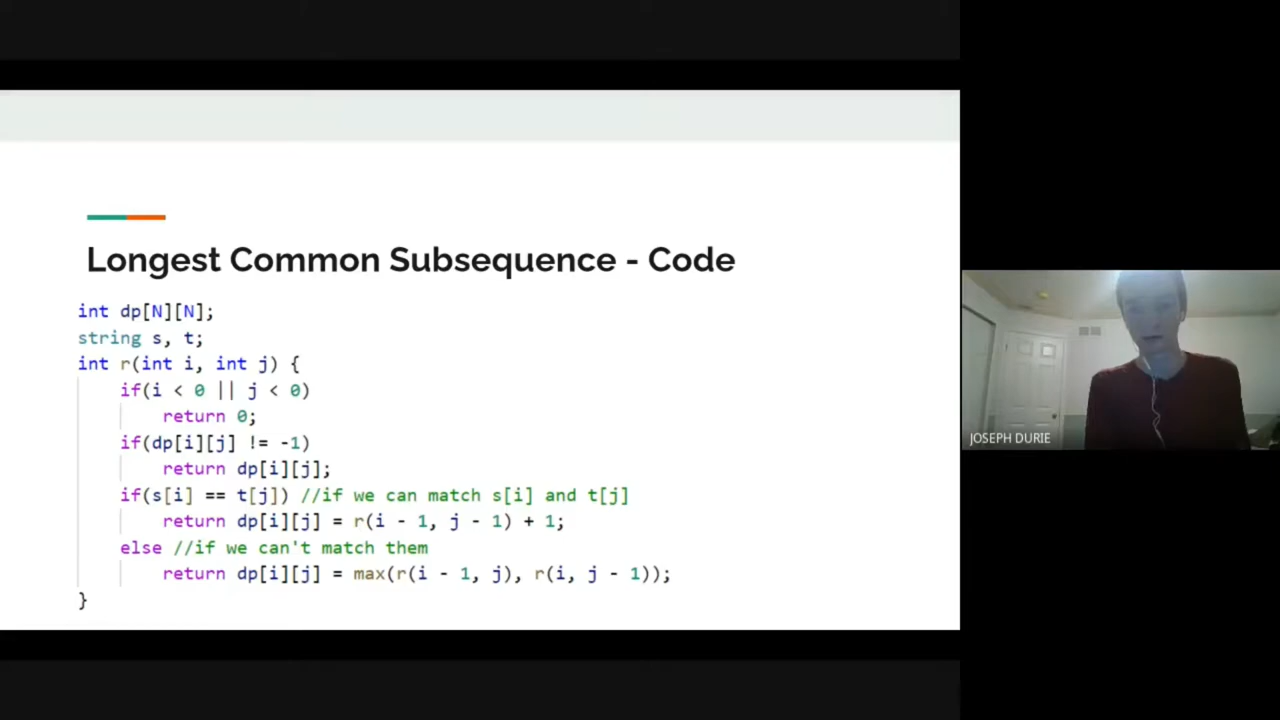 Longest Common Subsequence - Code
int dp[N][N];
string s, t;
int r(int i, int j) {
if(i < 0 || j < 0)
return 0;
if(dp[i][j] != -1)
return dp[i][j];
if(s[i] == t[j]) //if we can match s[i] and t[j]
return dp[i][j] = r(i - 1, j - 1) + 1;
else //if we can't match them
return dp[i][j] = max(r(i - 1, j), r(i, j - 1));
}
JOSEPH DURIE